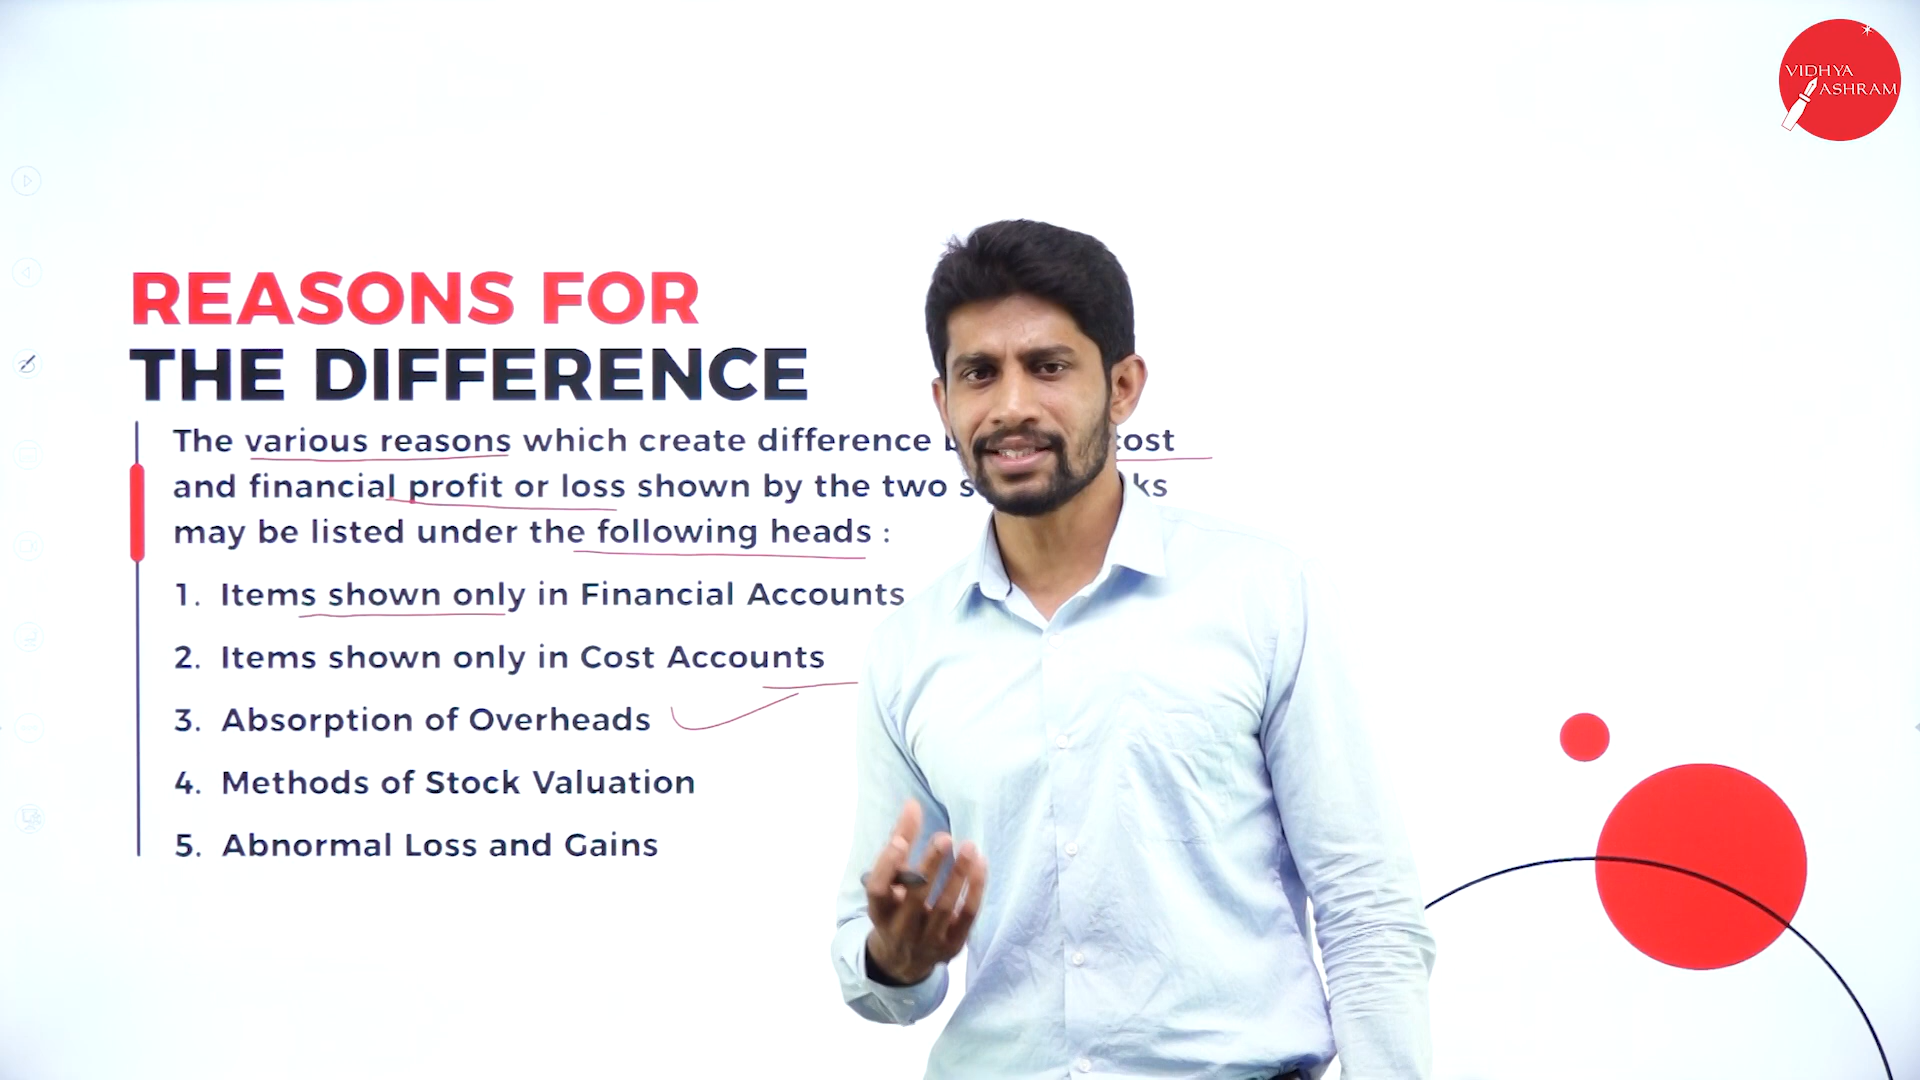 VIDHYA
ASHRAM
REASONS FOR
THE DIFFERENCE
The various reasons which create difference cost
and financial profit or loss shown by the two
may be listed under the following heads :
1. Items shown only in Financial Accounts
2. Items shown only in Cost Accounts
3. Absorption of Overheads
4. Methods of Stock Valuation
5. Abnormal Loss and Gains